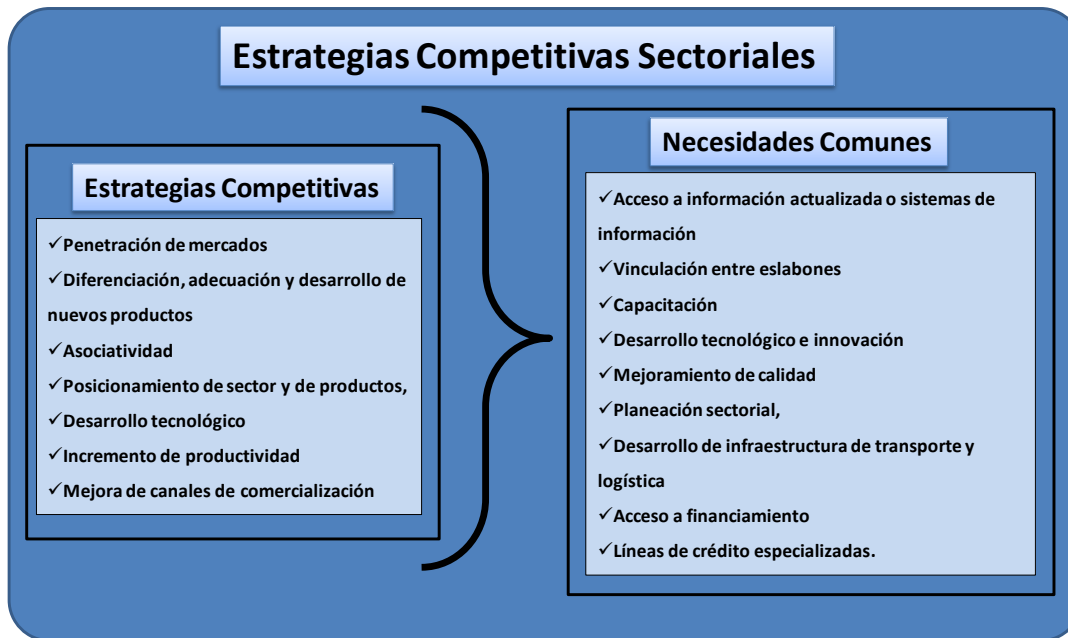 Estrategias Competitivas Sectoriales
Estrategias Competitivas
✓Penetración de mercados
✓Diferenciación, adecuación y desarrollo de
nuevos productos
✓Asociatividad
✓Posicionamiento de sector y de productos,
✓Desarrollo tecnológico
✓Incremento de productividad
✓Mejora de canales de comercialización
Necesidades Comunes
✓Acceso a información actualizada o sistemas de
información
✓Vinculación entre eslabones
✓Capacitación
✓Desarrollo tecnológico e innovación
✓Mejoramiento de calidad
✓Planeación sectorial,
✓Desarrollo de infraestructura de transporte y
logística
✓Acceso a financiamiento
✓Líneas de crédito especializadas.